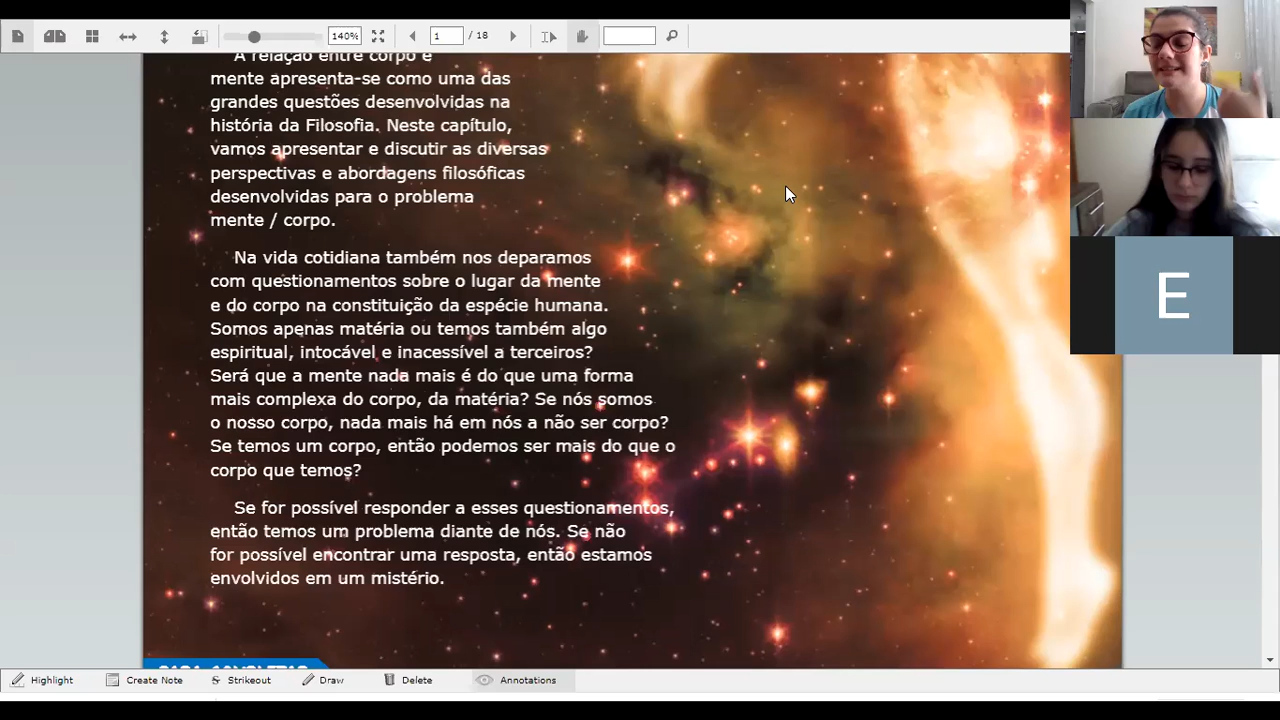 140%
1
/ 18
A relação entre corpo e
mente apresenta-se como uma das
grandes questões desenvolvidas na
história da Filosofia. Neste capítulo,
vamos apresentar e discutir as diversas
perspectivas e abordagens filosóficas
desenvolvidas para o problema
mente / corpo.
Na vida cotidiana também nos deparamos
com questionamentos sobre o lugar da mente
e do corpo na constituição da espécie humana.
Somos apenas matéria ou temos também algo
espiritual, intocável e inacessível a terceiros?
Será que a mente nada mais é do que uma forma
mais complexa do corpo, da matéria? Se nós somos
o nosso corpo, nada mais há em nós a não ser corpo?
Se temos um corpo, então podemos ser mais do que o
corpo que temos?
Se for possível responder a esses questionamentos,
então temos um problema diante de nós. Se não
for possível encontrar uma resposta, então estamos
envolvidos em um mistério.
E
Highlight
Create Note
Strikeout
Draw
Delete
Annotations